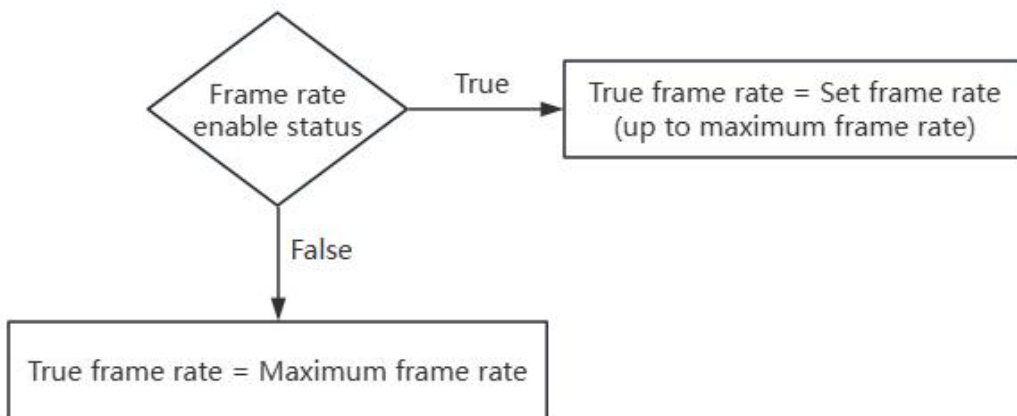 Frame rate
enable status
True
True frame rate = Set frame rate
(up to maximum frame rate)
False
True frame rate = Maximum frame rate